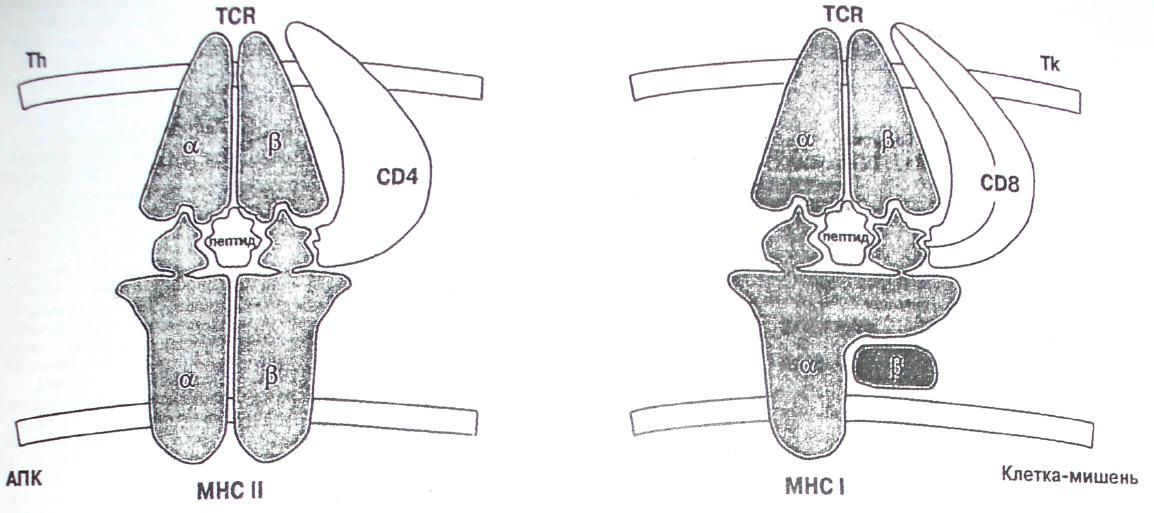 TCR
Th
α
β
CD4
пептид
α
β
АПК
MHC II
TCR
Tk
α
β
CD8
пептид
α
β
MHC I
Клетка-мишень